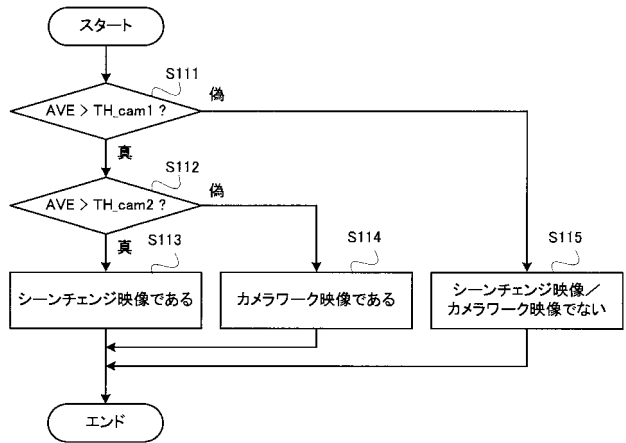 スタート
S111
AVE > TH_cam1 ?
偽
真
S112
AVE > TH_cam2 ?
偽
真
S113
シーンチェンジ映像である
S114
カメラワーク映像である
S115
シーンチェンジ映像／
カメラワーク映像でない
エンド